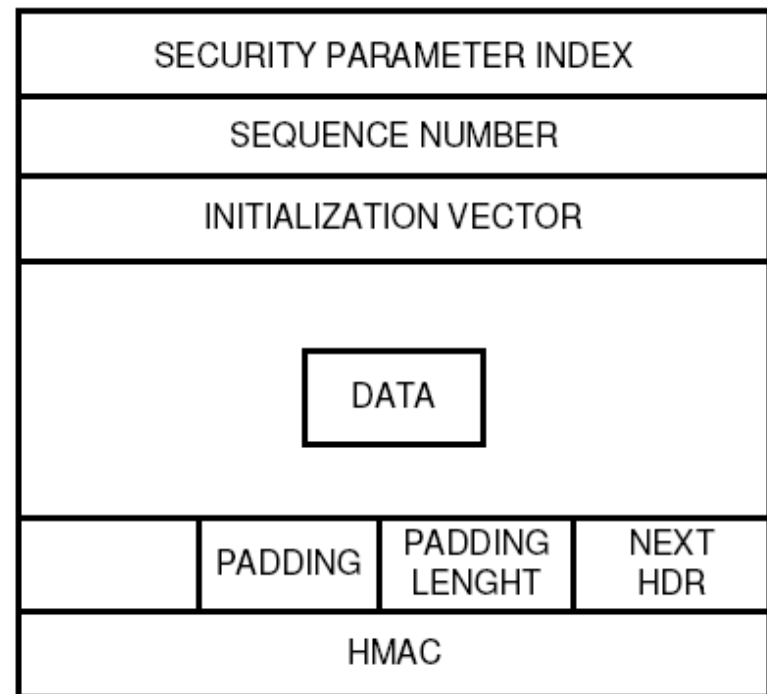 SECURITY PARAMETER INDEX
SEQUENCE NUMBER
INITIALIZATION VECTOR
DATA
PADDING
PADDING
LENGHT
NEXT
HDR
HMAC